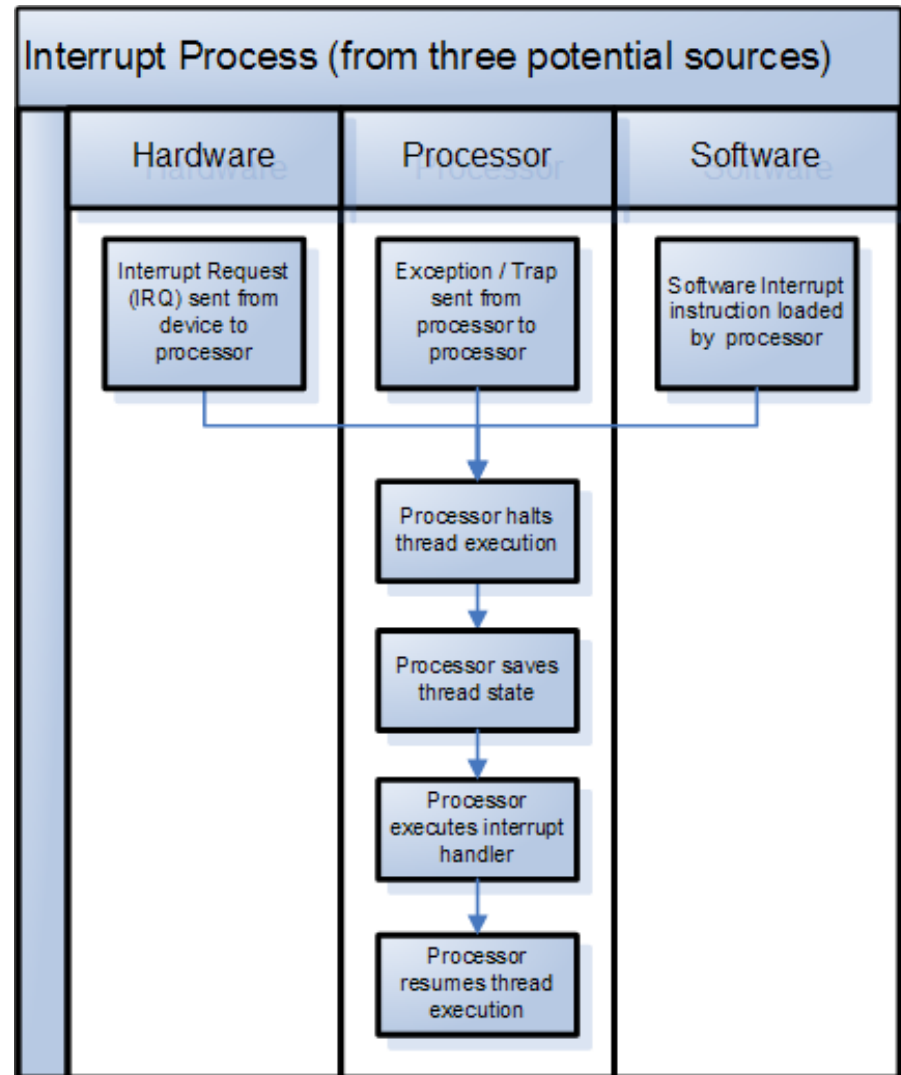 Interrupt Process (from three potential sources)
Hardware
Processor
Software
Interrupt Request
(IRQ) sent from
device to
processor
Exception / Trap
sent from
processor to
processor
Software Interrupt
instruction loaded
by processor
Processor halts
thread execution
Processor saves
thread state
Processor
executes interrupt
handler
Processor
resumes thread
execution